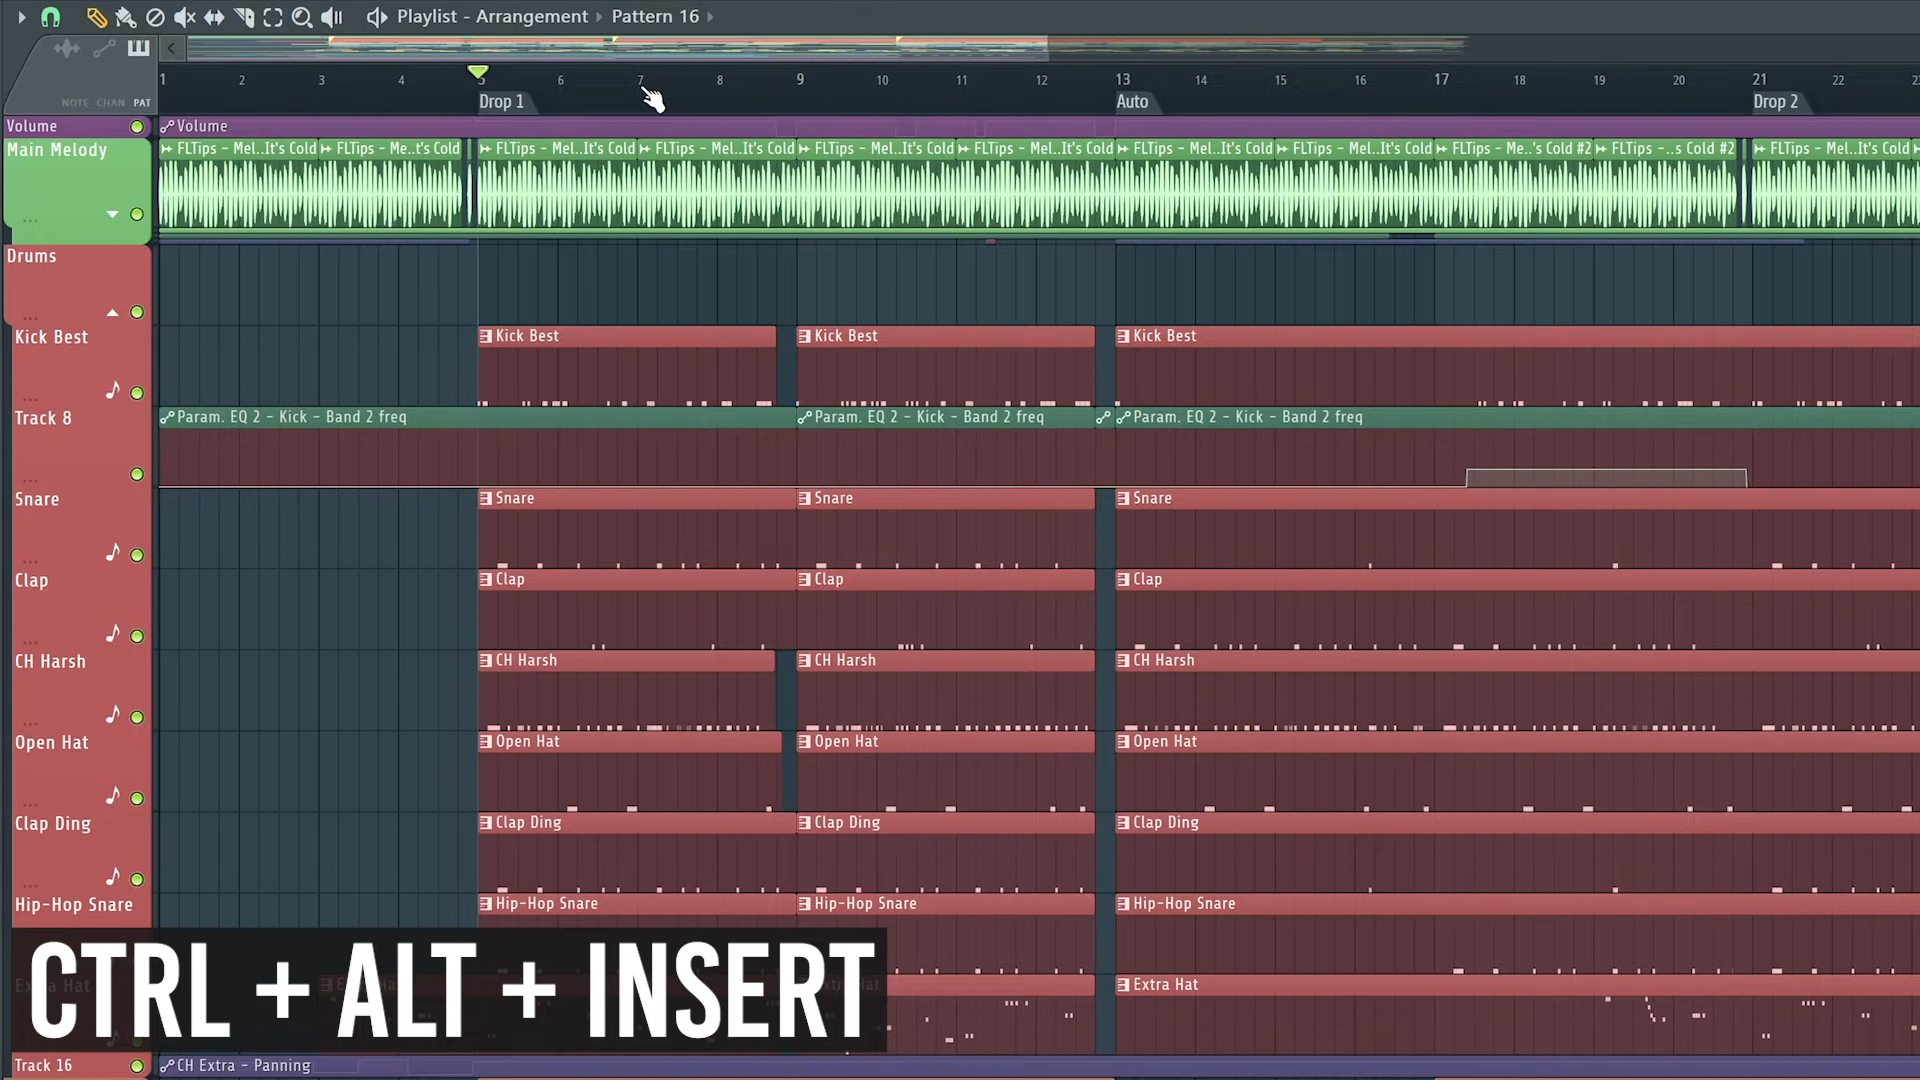 Playlist - Arrangement Pattern 16
1 2 3 4 5 6 7 8 9 10 11 12 13 14 15 16 17 18 19 20 21 22
NOTE CHAN PAT
Drop 1 Auto Drop 2
Volume Volume
Main Melody FLTips - Mel..It's Cold FLTips - Me..t's Cold FLTips - Mel..It's Cold FLTips - Mel..It's Cold FLTips - Mel..It's Cold FLTips - Mel..It's Cold FLTips - Mel..It's Cold FLTips - Mel..It's Cold FLTips - Me..'s Cold #2 FLTips -..s Cold #2 FLTips - Mel..It's Cold
Drums
Kick Best Kick Best Kick Best Kick Best
Track 8 Param. EQ 2 - Kick - Band 2 freq Param. EQ 2 - Kick - Band 2 freq Param. EQ 2 - Kick - Band 2 freq
Snare Snare Snare Snare
Clap Clap Clap Clap
CH Harsh CH Harsh CH Harsh CH Harsh
Open Hat Open Hat Open Hat Open Hat
Clap Ding Clap Ding Clap Ding Clap Ding
Hip-Hop Snare Hip-Hop Snare Hip-Hop Snare Hip-Hop Snare
Extra Hat Extra Hat
CTRL + ALT + INSERT
Track 16 CH Extra - Panning